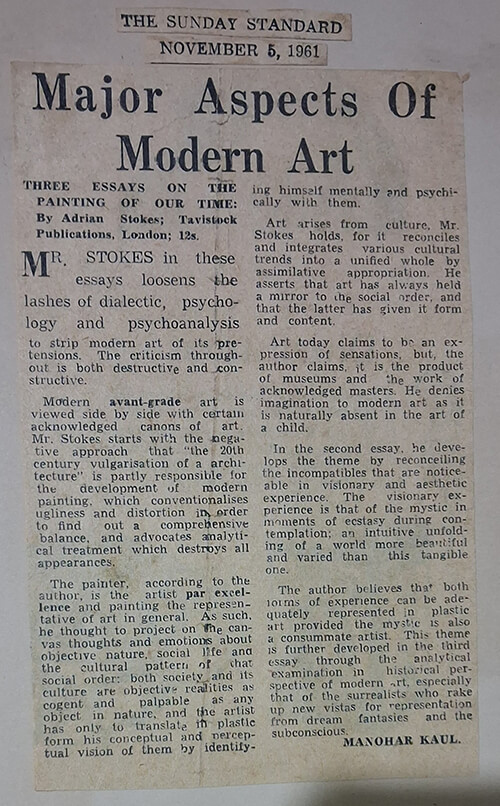 THE SUNDAY STANDARD
NOVEMBER 5, 1961
Major Aspects Of
Modern Art
THREE ESSAYS ON THE
PAINTING OF OUR TIME:
By Adrian Stokes; Tavistock
Publications, London; 12s.
MR. STOKES in these
essays loosens the
lashes of dialectic, psycho-
logy and psychoanalysis
to strip modern art of its pre-
tensions. The criticism through-
out is both destructive and con-
structive.
Modern avant-grade art is
viewed side by side with certain
acknowledged canons of art.
Mr. Stokes starts with the nega-
tive approach that "the 20th
century vulgarisation of a archi-
tecture" is partly responsible
for the development of modern
painting, which conventionalises
ugliness and distortion in order
to find out a comprehensive
balance, and advocates analyti-
cal treatment which destroys all
appearances.
The painter, according to the
author, is the artist par excel-
lence and painting the represen-
tative of art in general. As such,
he thought to project on the can-
vas thoughts and emotions about
objective nature, social life and
the cultural pattern of that
social order: both society and its
culture are objective realities as
cogent and palpable as any
object in nature, and the artist
has only to translate in plastic
form his conceptual and percep-
tual vision of them by identify-
ing himself mentally and psychi-
cally with them.
Art arises from culture, Mr.
Stokes holds, for it reconciles
and integrates various cultural
trends into a unified whole by
assimilative appropriation. He
asserts that art has always held
a mirror to the social order, and
that the latter has given it form
and content.
Art today claims to be an ex-
pression of sensations, but, the
author claims, it is the product
of museums and the work of
acknowledged masters. He denies
imagination to modern art as it
is naturally absent in the art of
a child.
In the second essay, he deve-
lops the theme by reconceiling
the incompatibles that are notice-
able in visionary and aesthetic
experience. The visionary ex-
perience is that of the mystic in
moments of ecstasy during con-
templation; an intuitive unfold-
ing of a world more beautiful
and varied than this tangible
one.
The author believes that both
forms of experience can be ade-
quately represented in plastic
art provided the mystic is also
a consummate artist. This theme
is further developed in the third
essay through the analytical
examination in historical per-
spective of modern art, especially
that of the surrealists who rake
up new vistas for representation
from dream fantasies and the
subconscious.
MANOHAR KAUL.